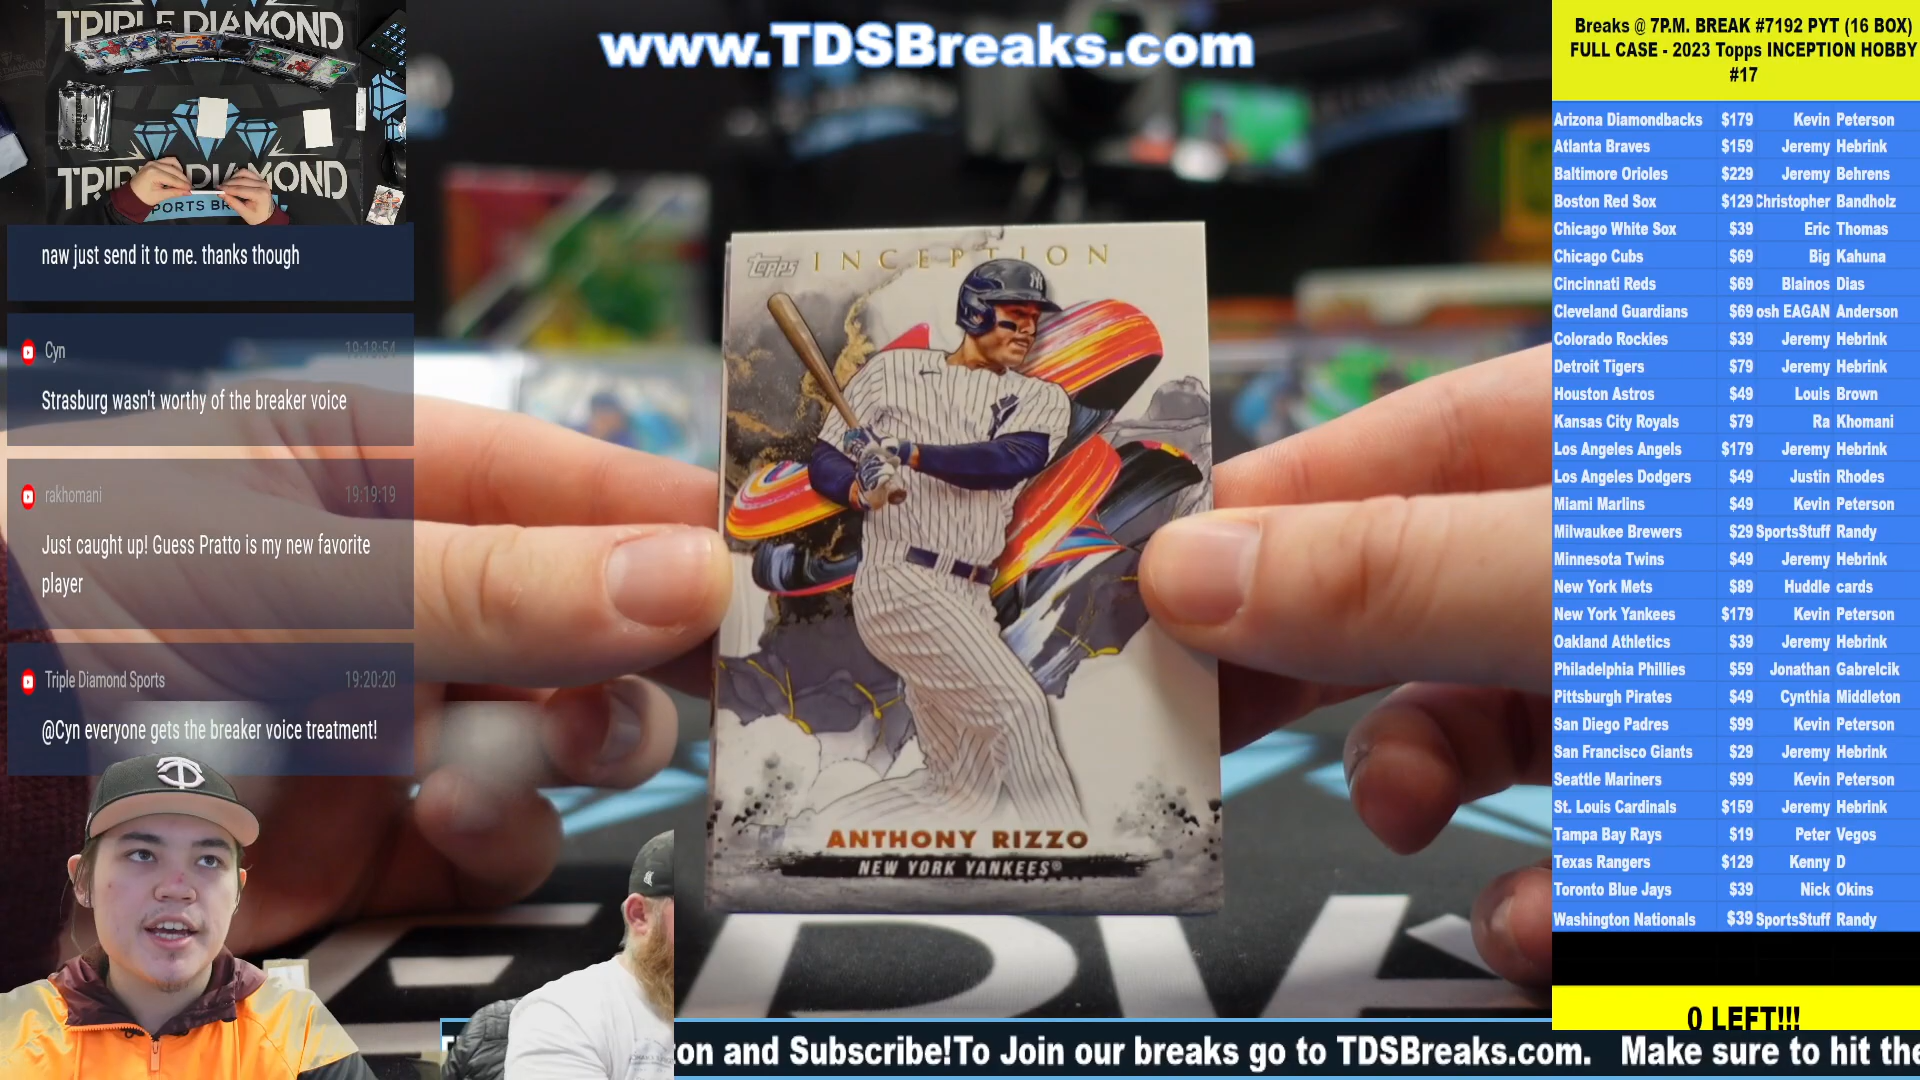 TRIPLE DIAMOND
TRIPLE DIAMOND
SPORTS BR
naw just send it to me. thanks though
Cyn 19:18:54
Strasburg wasn't worthy of the breaker voice
rakhomani 19:19:19
Just caught up! Guess Pratto is my new favorite
player
Triple Diamond Sports 19:20:20
@Cyn everyone gets the breaker voice treatment!
TC
www.TDSBreaks.com
Topps INCEPTION
NY
ANTHONY RIZZO
NEW YORK YANKEES®
Breaks @ 7P.M. BREAK #7192 PYT (16 BOX)
FULL CASE - 2023 Topps INCEPTION HOBBY
#17
Arizona Diamondbacks $179 Kevin Peterson
Atlanta Braves $159 Jeremy Hebrink
Baltimore Orioles $229 Jeremy Behrens
Boston Red Sox $129 Christopher Bandholz
Chicago White Sox $39 Eric Thomas
Chicago Cubs $69 Big Kahuna
Cincinnati Reds $69 Blainos Dias
Cleveland Guardians $69 osh EAGAN Anderson
Colorado Rockies $39 Jeremy Hebrink
Detroit Tigers $79 Jeremy Hebrink
Houston Astros $49 Louis Brown
Kansas City Royals $79 Ra Khomani
Los Angeles Angels $179 Jeremy Hebrink
Los Angeles Dodgers $49 Justin Rhodes
Miami Marlins $49 Kevin Peterson
Milwaukee Brewers $29 SportsStuff Randy
Minnesota Twins $49 Jeremy Hebrink
New York Mets $89 Huddle cards
New York Yankees $179 Kevin Peterson
Oakland Athletics $39 Jeremy Hebrink
Philadelphia Phillies $59 Jonathan Gabrelcik
Pittsburgh Pirates $49 Cynthia Middleton
San Diego Padres $99 Kevin Peterson
San Francisco Giants $29 Jeremy Hebrink
Seattle Mariners $99 Kevin Peterson
St. Louis Cardinals $159 Jeremy Hebrink
Tampa Bay Rays $19 Peter Vegos
Texas Rangers $129 Kenny D
Toronto Blue Jays $39 Nick Okins
Washington Nationals $39 SportsStuff Randy
0 LEFT!!!
on and Subscribe!To Join our breaks go to TDSBreaks.com. Make sure to hit the